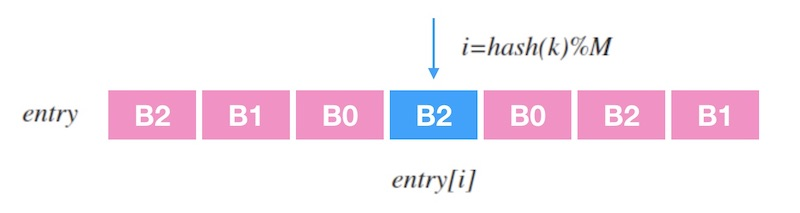 i=hash(k)%M
entry B2 B1 B0 B2 B0 B2 B1
entry[i]